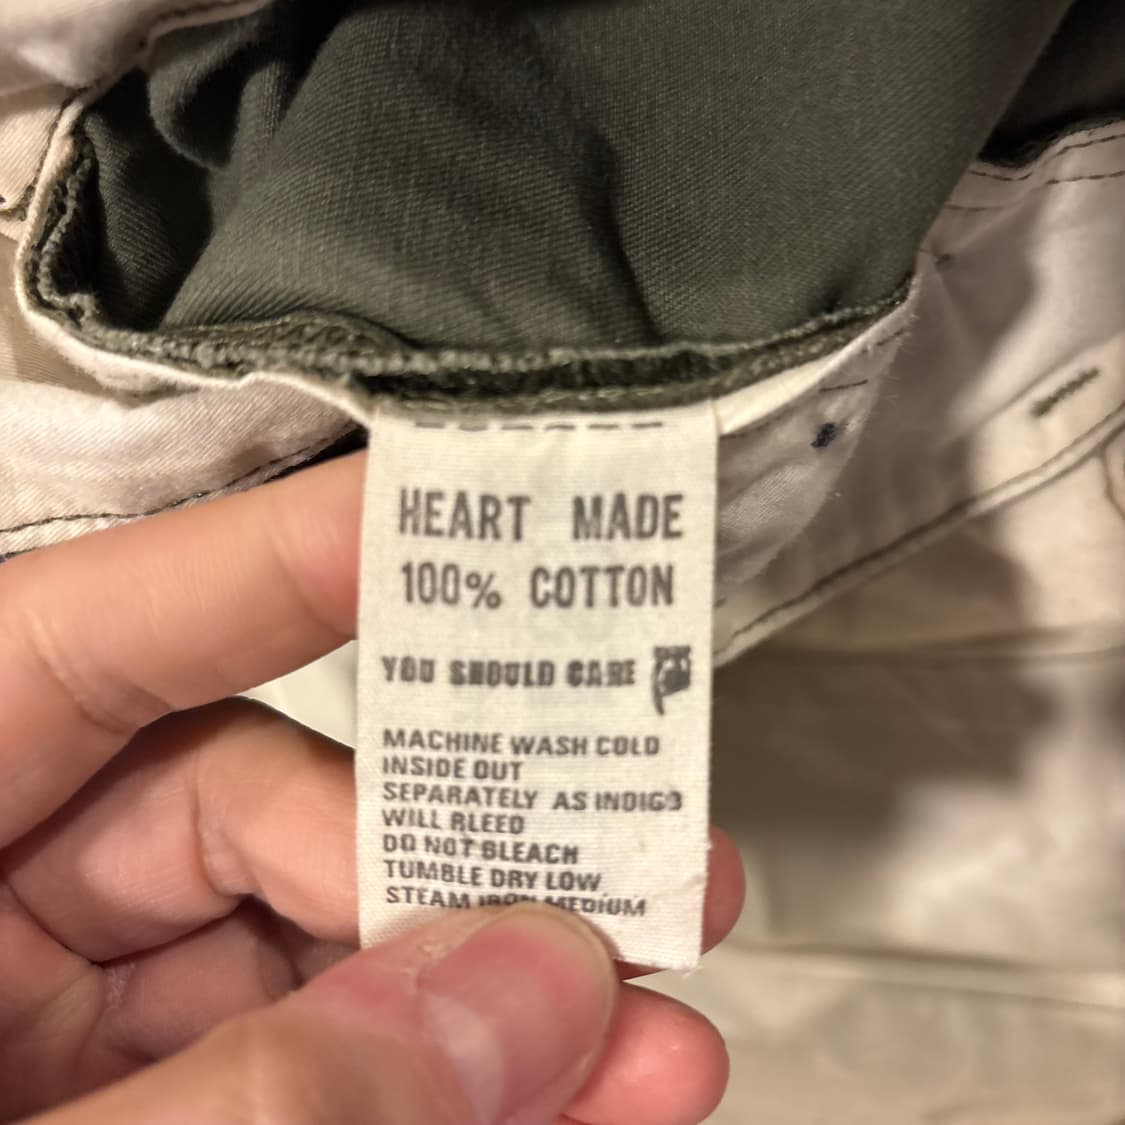 HEART MADE
100% COTTON
YOU SHOULD CARE
MACHINE WASH COLD
INSIDE OUT
SEPARATELY AS INDIGO
WILL BLEED
DO NOT BLEACH
TUMBLE DRY LOW
STEAM IRON MEDIUM